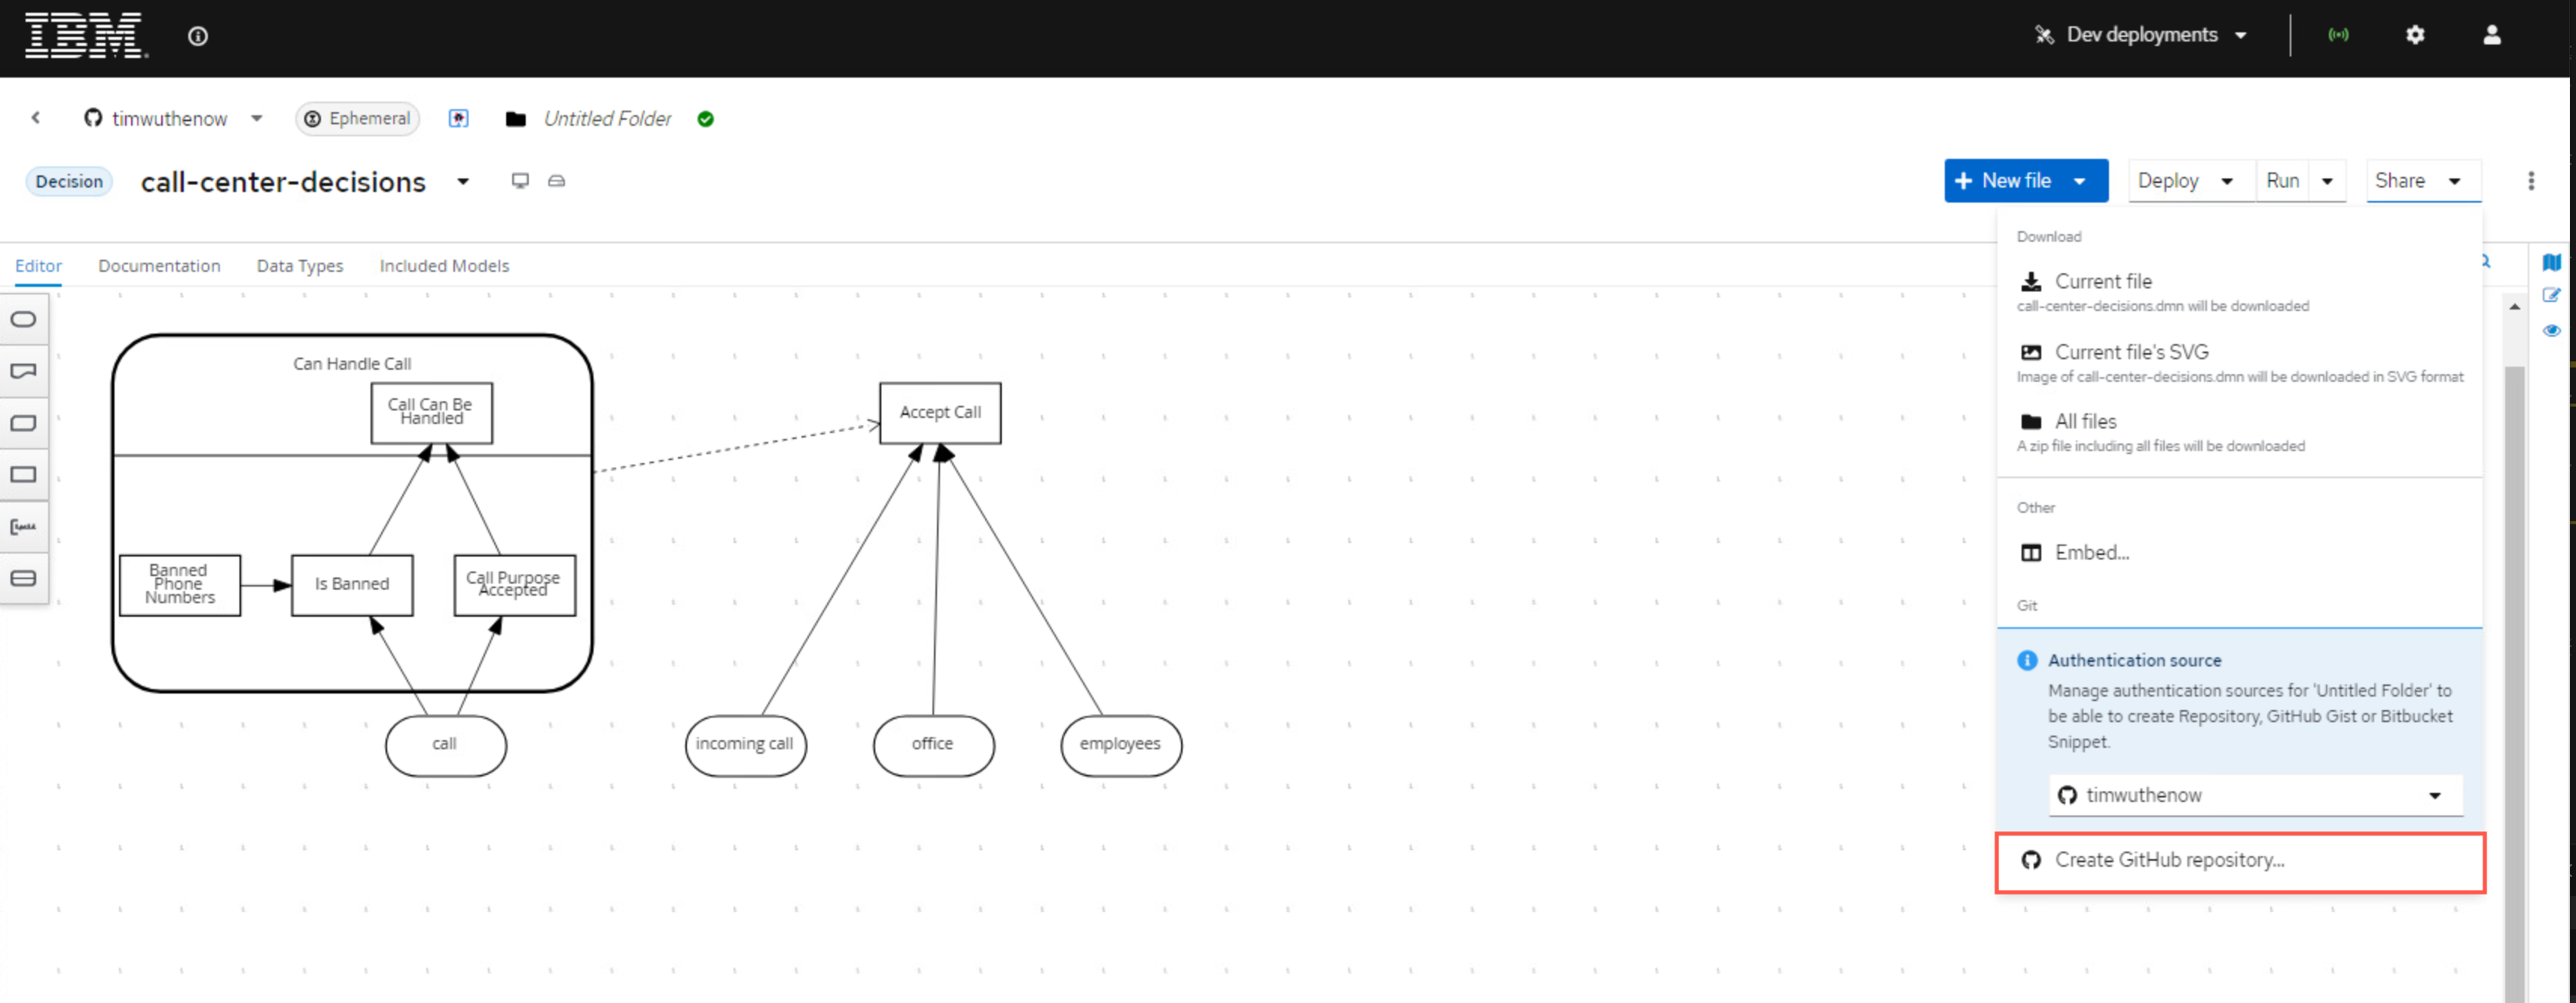 IBM
Dev deployments
timwuthenow
Ephemeral
Untitled Folder
Decision
call-center-decisions
New file
Deploy
Run
Share
Editor
Documentation
Data Types
Included Models
Can Handle Call
Call Can Be
Handled
Banned
Phone
Numbers
Is Banned
Call Purpose
Accepted
call
Accept Call
incoming call
office
employees
Download
Current file
call-center-decisions.dmn will be downloaded
Current file's SVG
Image of call-center-decisions.dmn will be downloaded in SVG format
All files
A zip file including all files will be downloaded
Other
Embed...
Git
Authentication source
Manage authentication sources for 'Untitled Folder' to
be able to create Repository, GitHub Gist or Bitbucket
Snippet.
timwuthenow
Create GitHub repository...